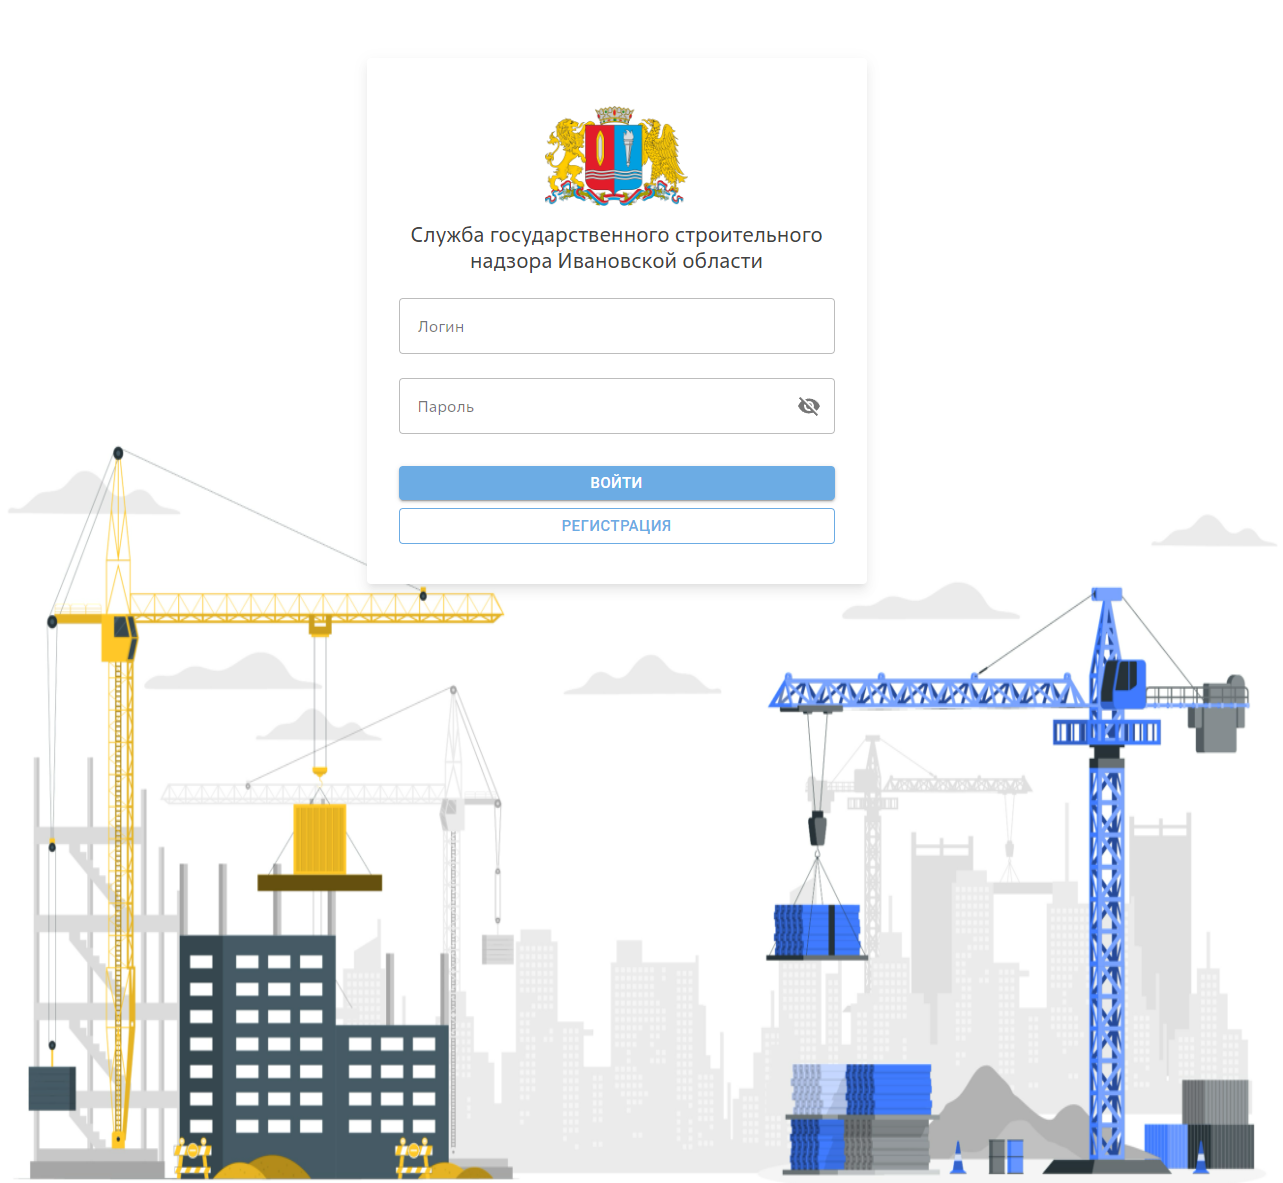 Служба государственного строительного
надзора Ивановской области
Логин
Пароль
ВОЙТИ
РЕГИСТРАЦИЯ